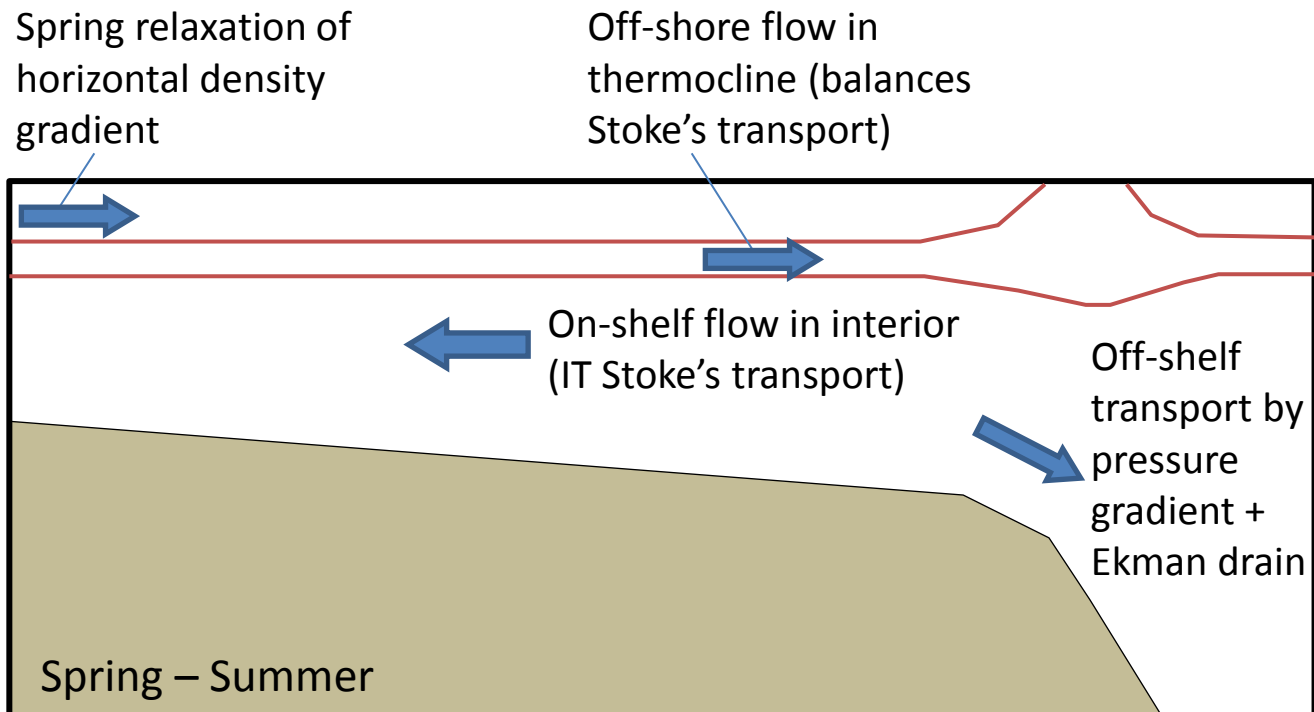 Spring relaxation of
horizontal density
gradient
Off-shore flow in
thermocline (balances
Stoke's transport)
On-shelf flow in interior
(IT Stoke's transport)
Off-shelf
transport by
pressure
gradient +
Ekman drain
Spring – Summer